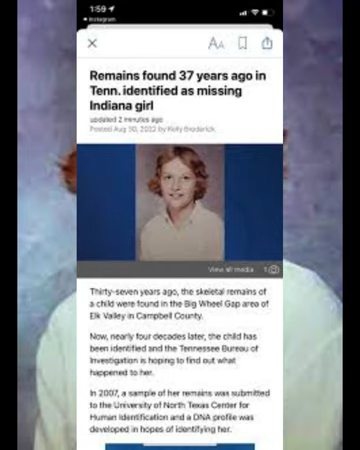 1:59
Instagram
AA
Remains found 37 years ago in
Tenn. identified as missing
Indiana girl
updated 2 minutes ago
Posted Aug 30, 2022 by Kelly Broderick
View all media 1
Thirty-seven years ago, the skeletal remains of
a child were found in the Big Wheel Gap area of
Elk Valley in Campbell County.
Now, nearly four decades later, the child has
been identified and the Tennessee Bureau of
Investigation is hoping to find out what
happened to her.
In 2007, a sample of her remains was submitted
to the University of North Texas Center for
Human Identification and a DNA profile was
developed in hopes of identifying her.